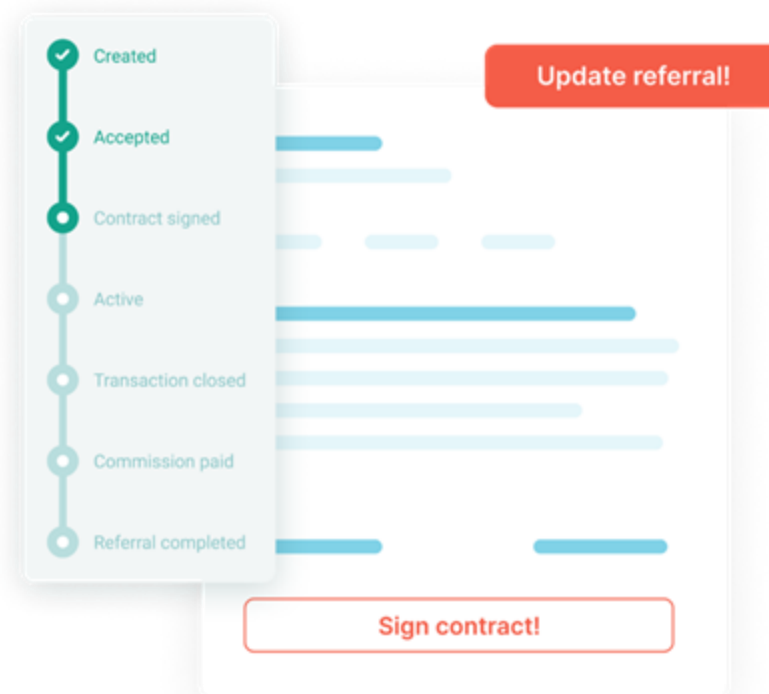 Created
Accepted
Contract signed
Active
Transaction closed
Commission paid
Referral completed
Update referral!
Sign contract!